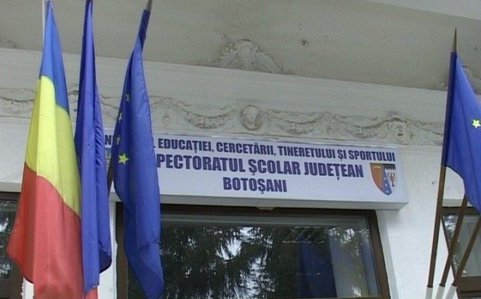 EDUCAȚIEI, CERCETĂRII, TINERETULUI ȘI SPORTULUI
PECTORATUL ȘCOLAR JUDEȚEAN
BOTOȘANI